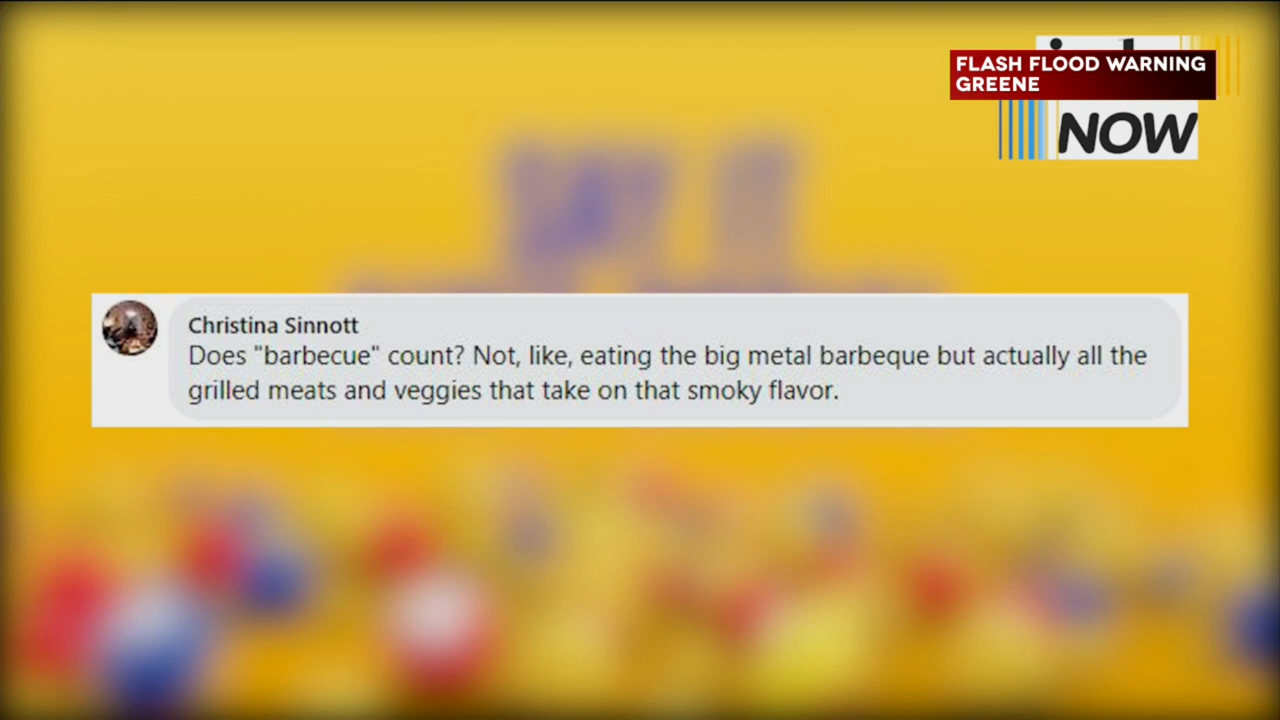 FLASH FLOOD WARNING
GREENE
NOW
Christina Sinnott
Does "barbecue" count? Not, like, eating the big metal barbeque but actually all the
grilled meats and veggies that take on that smoky flavor.